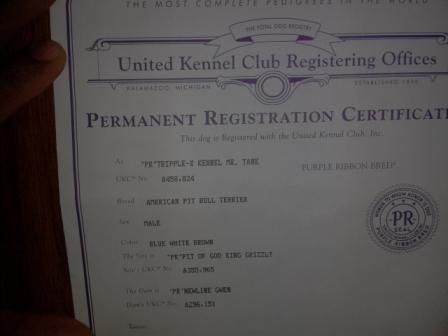 THE MOST COMPLETE PEDIGREES IN THE WORLD
THE TOTAL DOG REGISTRY
United Kennel Club Registering Offices
KALAMAZOO, MICHIGAN
ESTABLISHED 1898
PERMANENT REGISTRATION CERTIFICAT
This dog is Registered with the United Kennel Club, Inc.
As "PR"TRIPPLE-X KENNEL MR. TANK
PURPLE RIBBON BRED®
UKC® No. A458,824
Breed AMERICAN PIT BULL TERRIER
Sex MALE
PR
SEAL
PURPLE RIBBON BRED
Color BLUE WHITE BROWN
The Sire is "PR"PIT OF GOD KING GRIZZLY
Sire's UKC® No. A355,965
The Dam is "PR"NEWLINE GWEN
Dam's UKC® No. A296,151